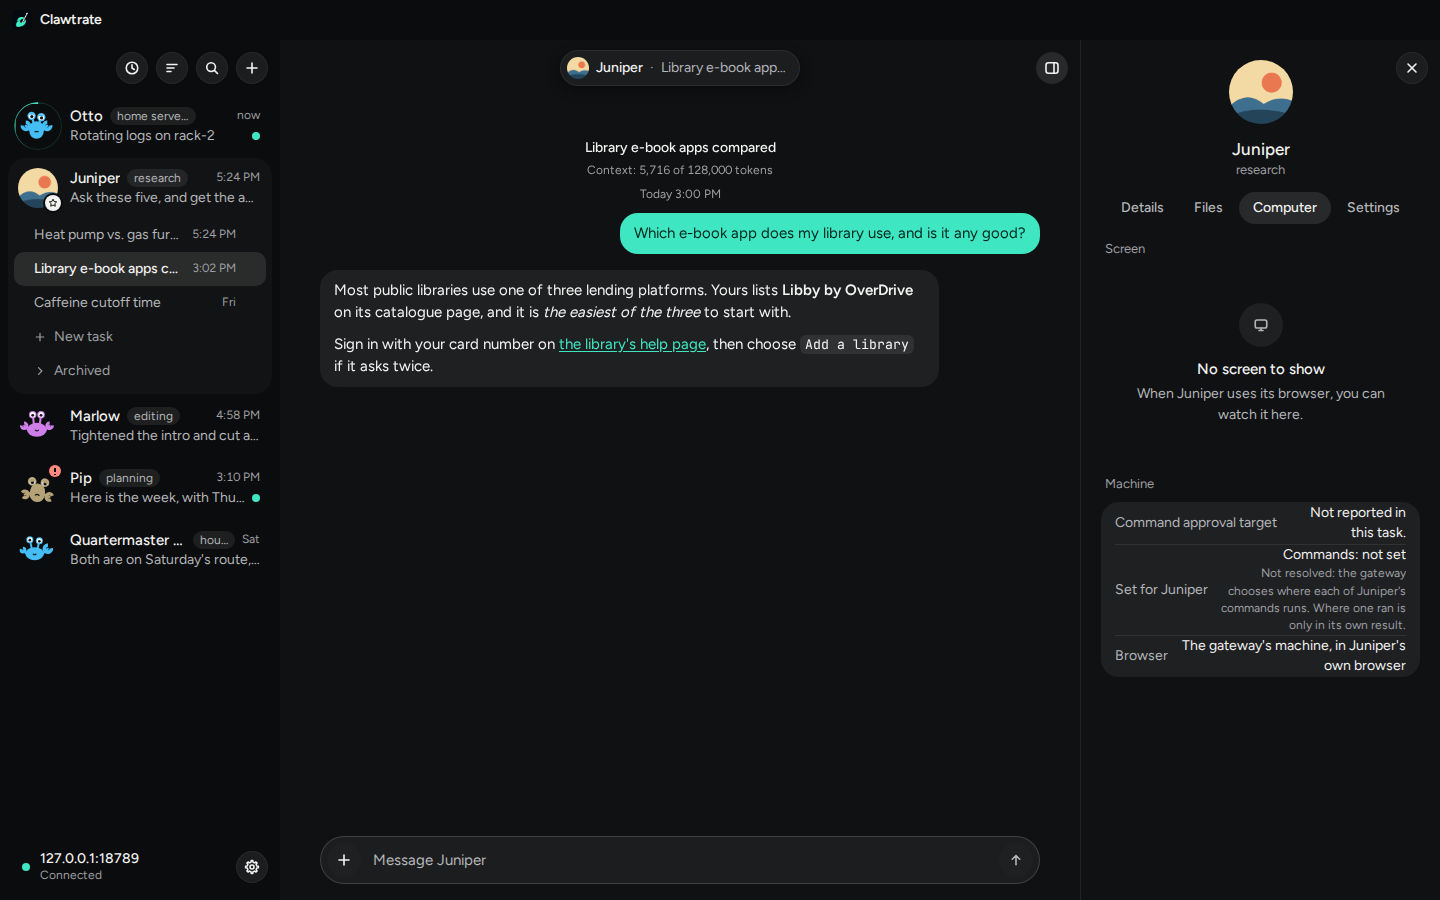 Clawtrate
Otto home serve... now
Rotating logs on rack-2
Juniper research 5:24 PM
Ask these five, and get the a...
Heat pump vs. gas fur... 5:24 PM
Library e-book apps c... 3:02 PM
Caffeine cutoff time Fri
New task
Archived
Marlow editing 4:58 PM
Tightened the intro and cut a...
Pip planning 3:10 PM
Here is the week, with Thu...
Quartermaster ... hou... Sat
Both are on Saturday's route,...
127.0.0.1:18789
Connected
Juniper · Library e-book app...
Library e-book apps compared
Context: 5,716 of 128,000 tokens
Today 3:00 PM
Which e-book app does my library use, and is it any good?
Most public libraries use one of three lending platforms. Yours lists Libby by OverDrive
on its catalogue page, and it is the easiest of the three to start with.
Sign in with your card number on the library's help page, then choose Add a library
if it asks twice.
Message Juniper
Juniper
research
Details Files Computer Settings
Screen
No screen to show
When Juniper uses its browser, you can
watch it here.
Machine
Command approval target Not reported in
this task.
Set for Juniper Commands: not set
Not resolved: the gateway
chooses where each of Juniper's
commands runs. Where one ran is
only in its own result.
Browser The gateway's machine, in Juniper's
own browser